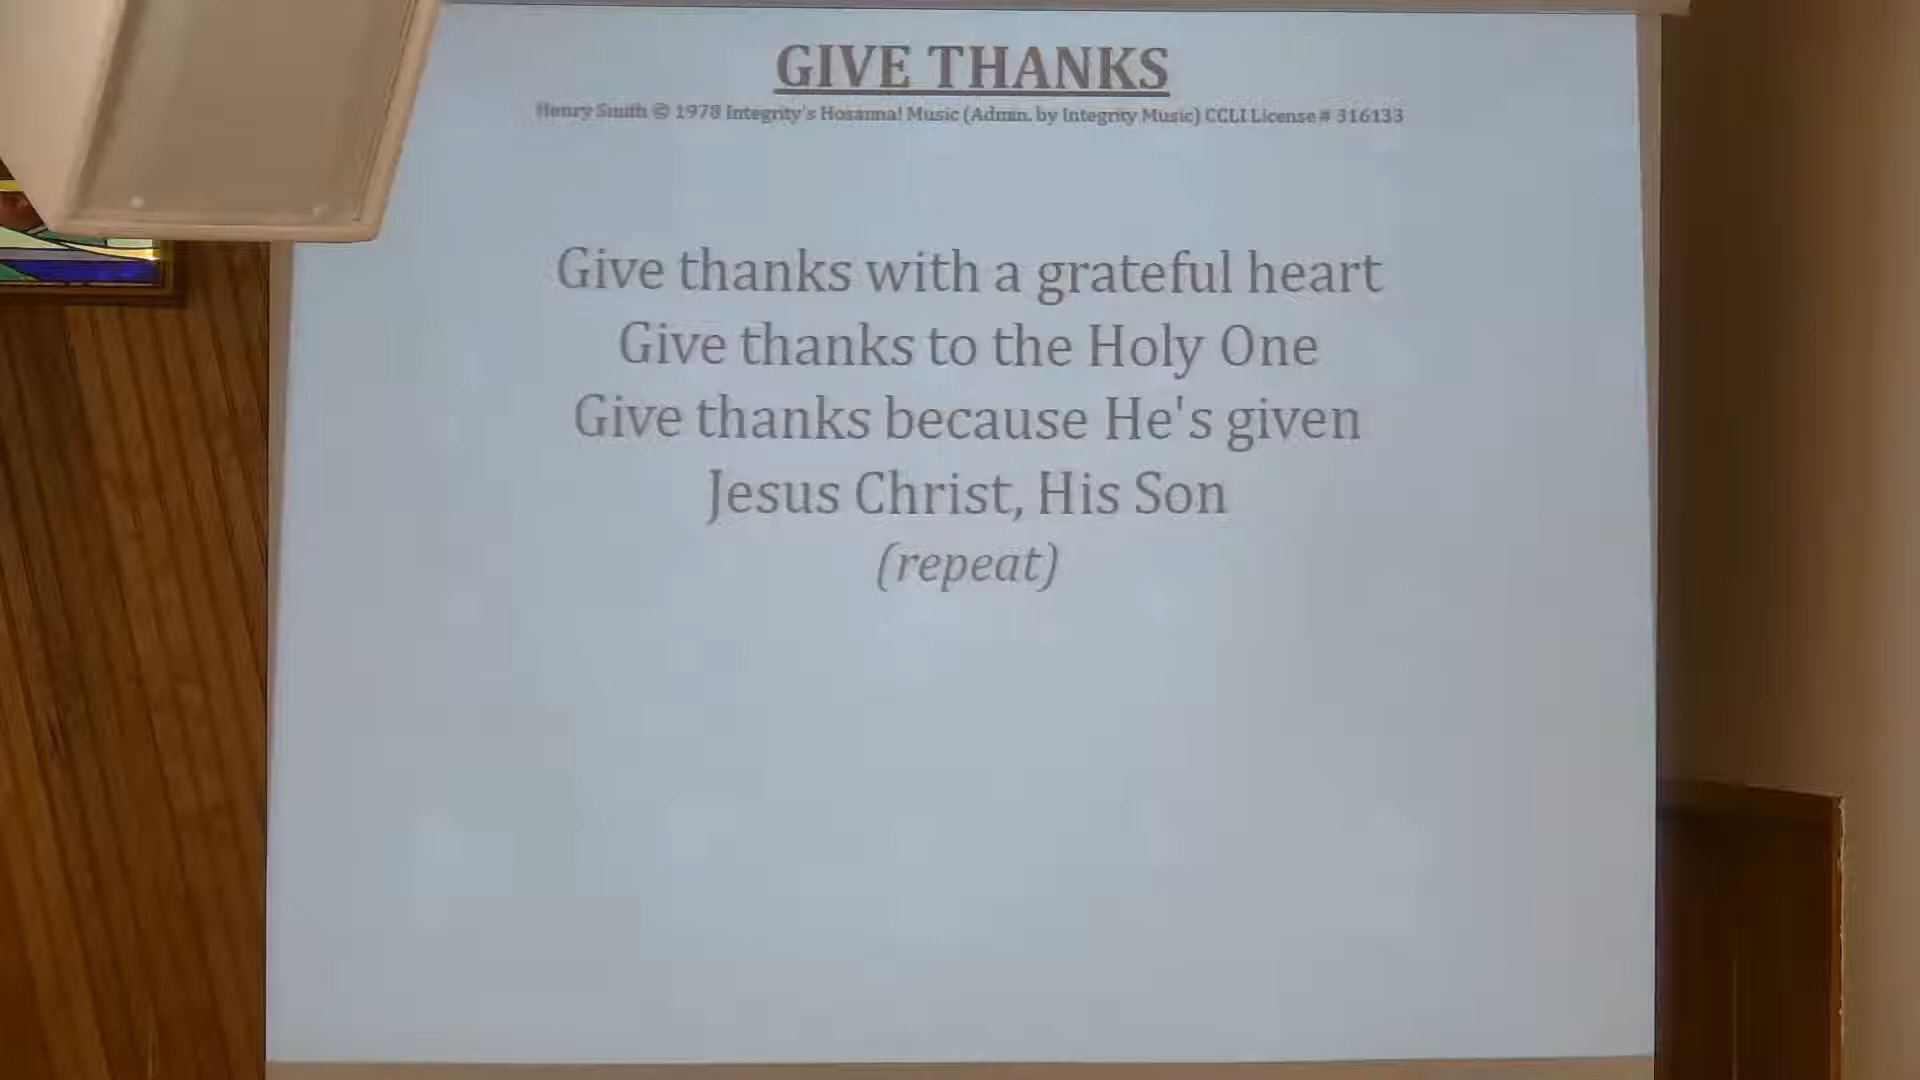 GIVE THANKS
Henry Smith © 1978 Integrity's Hosanna! Music (Admin. by Integrity Music) CCLI License # 316133
Give thanks with a grateful heart
Give thanks to the Holy One
Give thanks because He's given
Jesus Christ, His Son
(repeat)